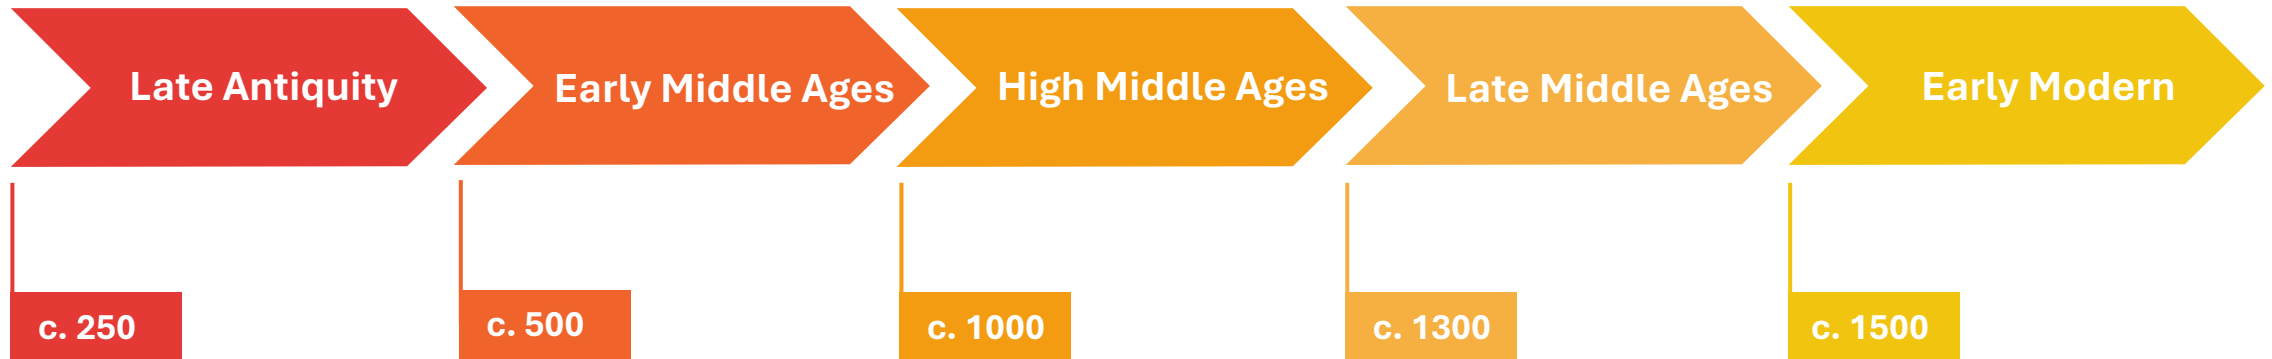 Late Antiquity
Early Middle Ages
High Middle Ages
Late Middle Ages
Early Modern
c. 250
c. 500
c. 1000
c. 1300
c. 1500